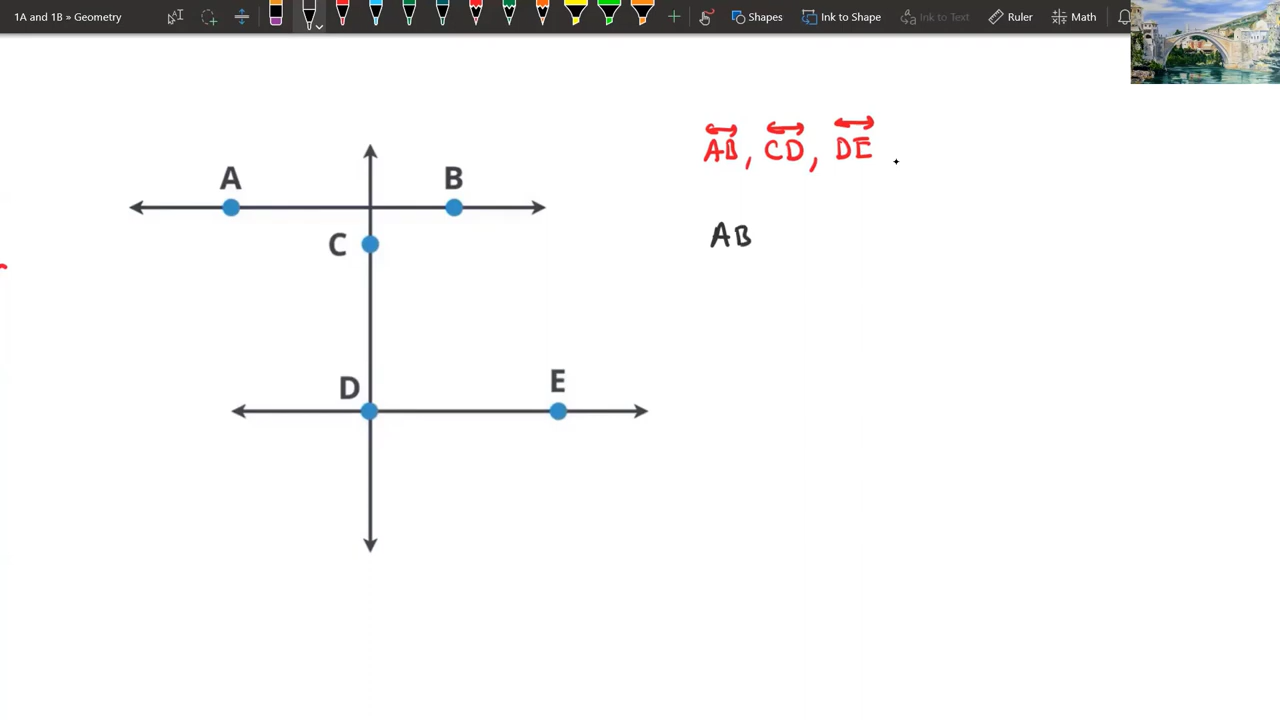 1A and 1B » Geometry Shapes Ink to Shape Ink to Text Ruler Math
A B
C
D E
AB, CD, DE
AB